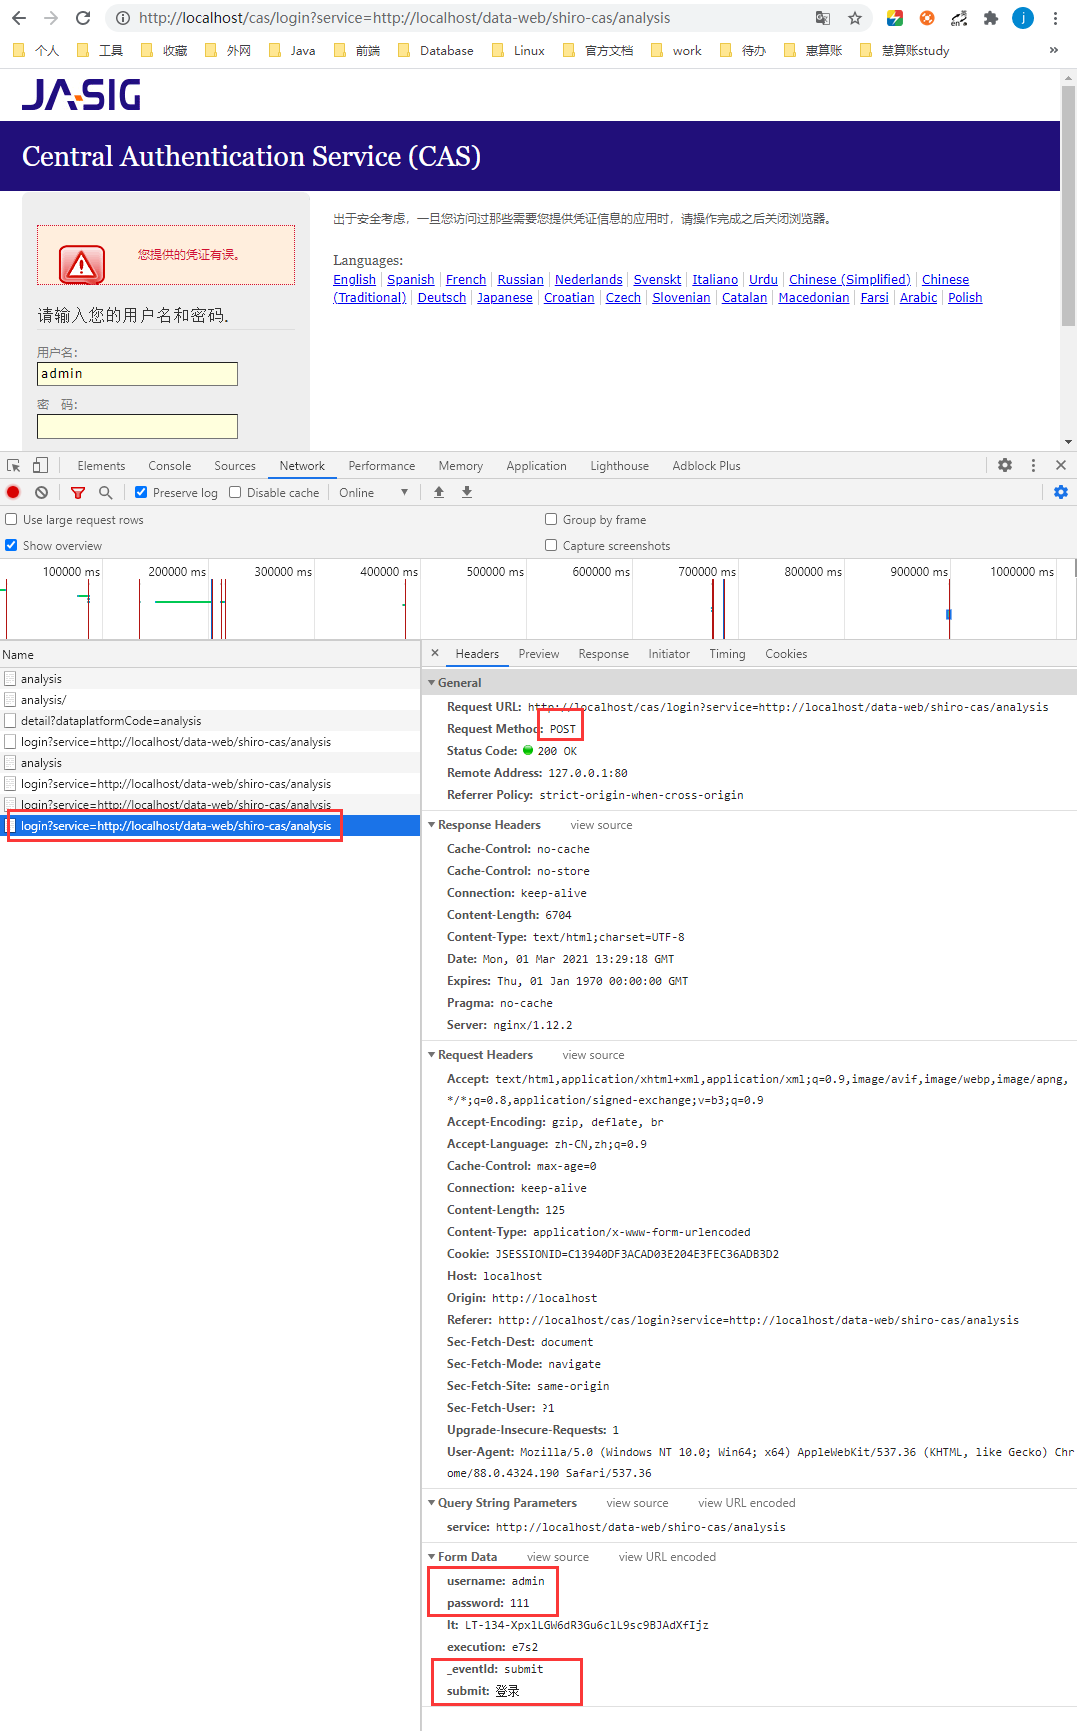 http://localhost/cas/login?service=http://localhost/data-web/shiro-cas/analysis
个人 工具 收藏 外网 Java 前端 Database Linux 官方文档 work 待办 惠算账 慧算账study »
JASIG
Central Authentication Service (CAS)
您提供的凭证有误。
请输入您的用户名和密码.
用户名:
admin
密 码:
出于安全考虑，一旦您访问过那些需要您提供凭证信息的应用时，请操作完成之后关闭浏览器。
Languages:
English | Spanish | French | Russian | Nederlands | Svenskt | Italiano | Urdu | Chinese (Simplified) | Chinese
(Traditional) | Deutsch | Japanese | Croatian | Czech | Slovenian | Catalan | Macedonian | Farsi | Arabic | Polish
Elements Console Sources Network Performance Memory Application Lighthouse Adblock Plus
Preserve log Disable cache Online
Use large request rows Group by frame
Show overview Capture screenshots
100000 ms 200000 ms 300000 ms 400000 ms 500000 ms 600000 ms 700000 ms 800000 ms 900000 ms 1000000 ms
Name
analysis
analysis/
detail?dataplatformCode=analysis
login?service=http://localhost/data-web/shiro-cas/analysis
analysis
login?service=http://localhost/data-web/shiro-cas/analysis
login?service=http://localhost/data-web/shiro-cas/analysis
login?service=http://localhost/data-web/shiro-cas/analysis
Headers Preview Response Initiator Timing Cookies
General
Request URL: http://localhost/cas/login?service=http://localhost/data-web/shiro-cas/analysis
Request Method: POST
Status Code: 200 OK
Remote Address: 127.0.0.1:80
Referrer Policy: strict-origin-when-cross-origin
Response Headers view source
Cache-Control: no-cache
Cache-Control: no-store
Connection: keep-alive
Content-Length: 6704
Content-Type: text/html;charset=UTF-8
Date: Mon, 01 Mar 2021 13:29:18 GMT
Expires: Thu, 01 Jan 1970 00:00:00 GMT
Pragma: no-cache
Server: nginx/1.12.2
Request Headers view source
Accept: text/html,application/xhtml+xml,application/xml;q=0.9,image/avif,image/webp,image/apng,
*/*;q=0.8,application/signed-exchange;v=b3;q=0.9
Accept-Encoding: gzip, deflate, br
Accept-Language: zh-CN,zh;q=0.9
Cache-Control: max-age=0
Connection: keep-alive
Content-Length: 125
Content-Type: application/x-www-form-urlencoded
Cookie: JSESSIONID=C13940DF3ACAD03E204E3FEC36ADB3D2
Host: localhost
Origin: http://localhost
Referer: http://localhost/cas/login?service=http://localhost/data-web/shiro-cas/analysis
Sec-Fetch-Dest: document
Sec-Fetch-Mode: navigate
Sec-Fetch-Site: same-origin
Sec-Fetch-User: ?1
Upgrade-Insecure-Requests: 1
User-Agent: Mozilla/5.0 (Windows NT 10.0; Win64; x64) AppleWebKit/537.36 (KHTML, like Gecko) Chr
ome/88.0.4324.190 Safari/537.36
Query String Parameters view source view URL encoded
service: http://localhost/data-web/shiro-cas/analysis
Form Data view source view URL encoded
username: admin
password: 111
lt: LT-134-XpxlLGW6dR3Gu6clL9sc9BJAdXfIjz
execution: e7s2
_eventId: submit
submit: 登录